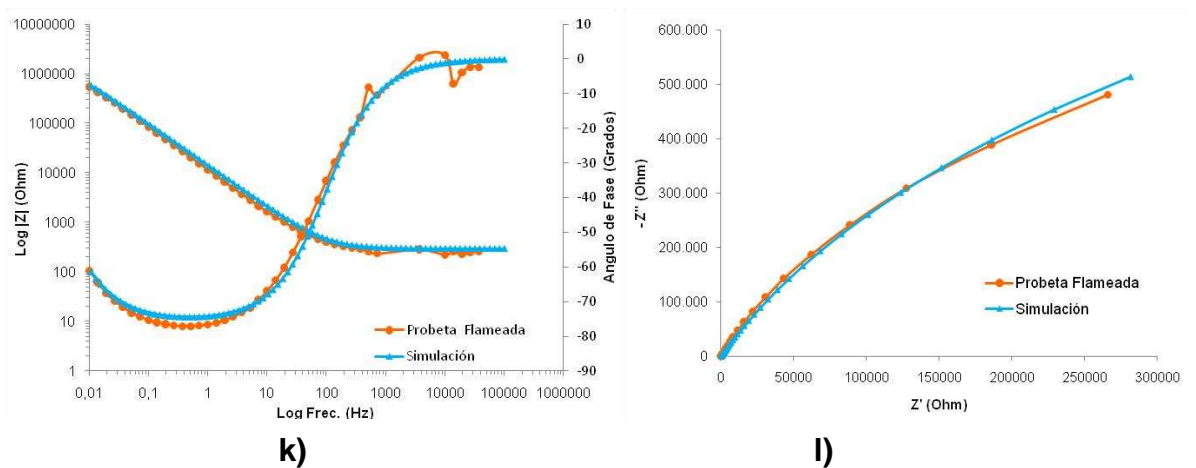 10000000
1000000
100000
10000
1000
100
10
1
Log |Z| (Ohm)
10
0
-10
-20
-30
-40
-50
-60
-70
-80
-90
Angulo de Fase (Grados)
Probeta Flameada
Simulación
0,01 0,1 1 10 100 1000 10000 100000 1000000
Log Frec. (Hz)
k)
600.000
500.000
400.000
300.000
200.000
100.000
0
-Z'' (Ohm)
Probeta Flameada
Simulación
0 50000 100000 150000 200000 250000 300000
Z' (Ohm)
l)